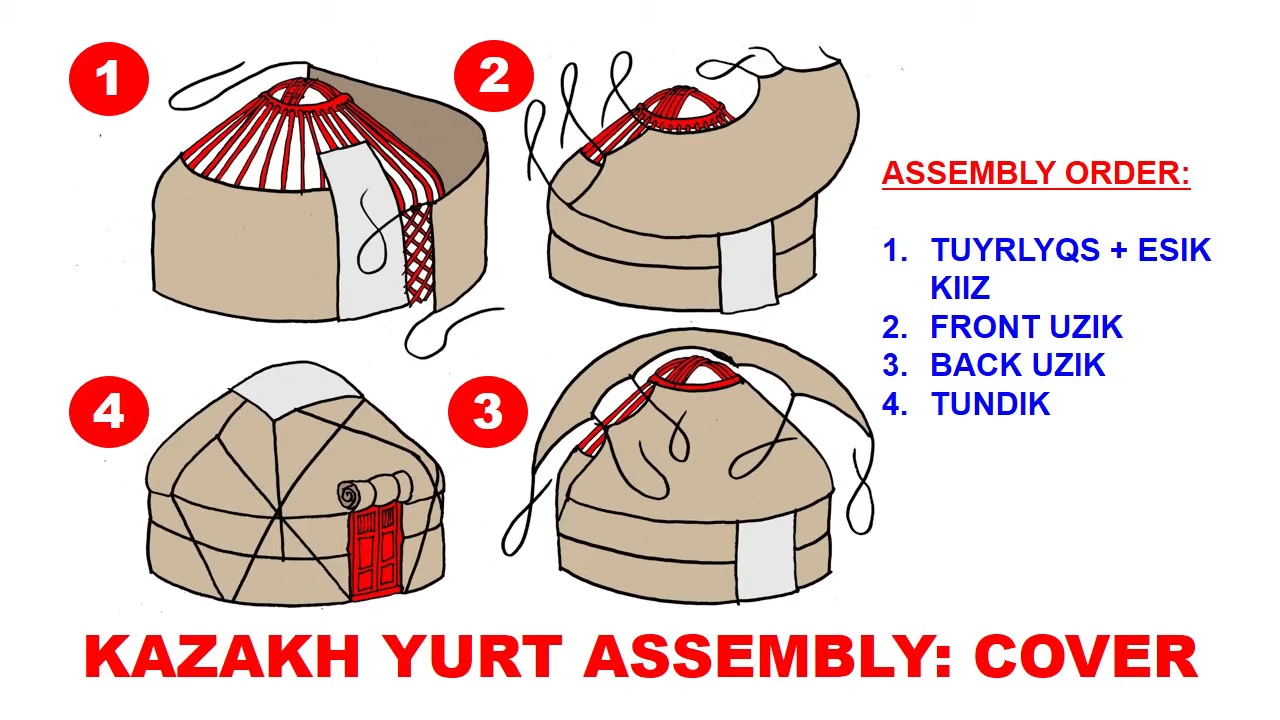 1
2
ASSEMBLY ORDER:
1. TUYRLYQS + ESIK
KIIZ
2. FRONT UZIK
3. BACK UZIK
4. TUNDIK
4
3
KAZAKH YURT ASSEMBLY: COVER